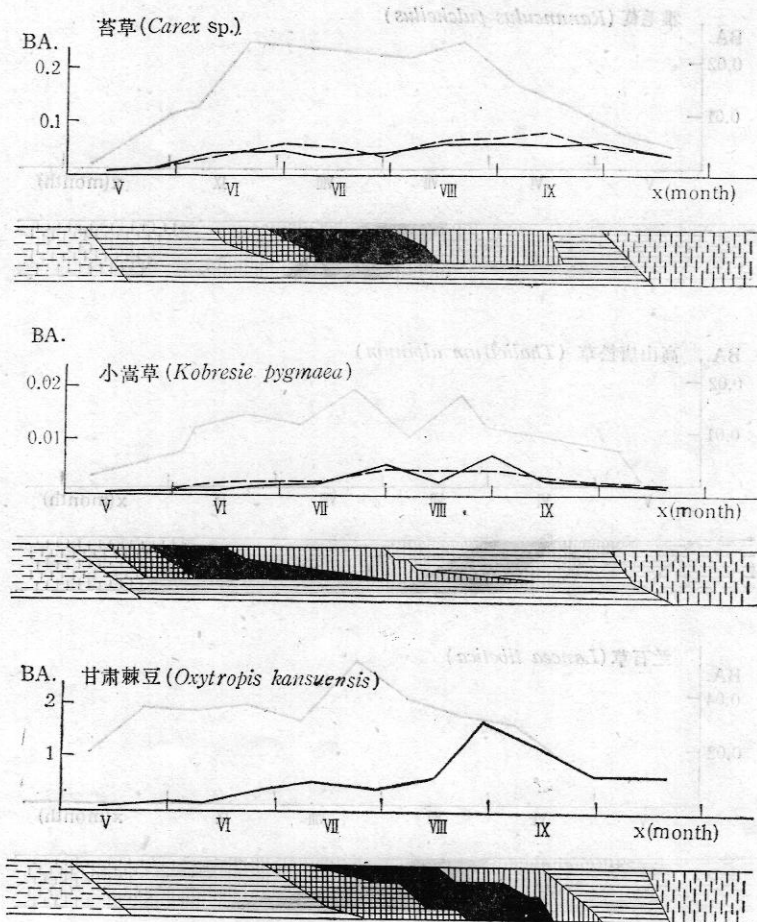 苔草(Carex sp.)
BA.
0.2
0.1
V VI VII VIII IX x(month)
BA.
小嵩草(Kobresie pygmaea)
0.02
0.01
V VI VII VIII IX x(month)
BA.
甘肃棘豆(Oxytropis kansuensis)
2
1
V VI VII VIII IX x(month)